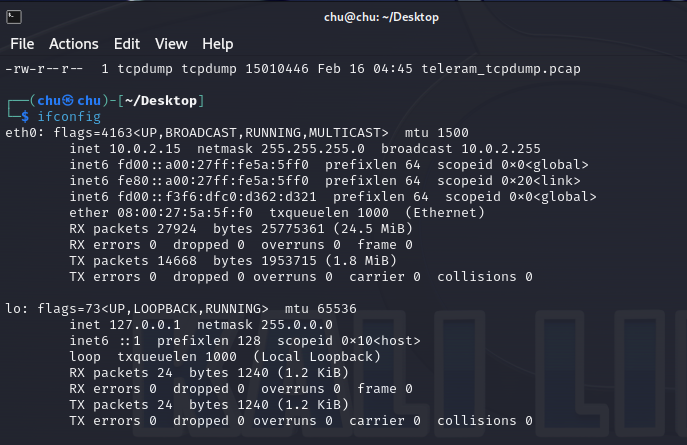 chu@chu: ~/Desktop
File Actions Edit View Help
-rw-r--r-- 1 tcpdump tcpdump 15010446 Feb 16 04:45 teleram_tcpdump.pcap
┌──(chu㉿chu)-[~/Desktop]
└─$ ifconfig
eth0: flags=4163<UP,BROADCAST,RUNNING,MULTICAST> mtu 1500
inet 10.0.2.15 netmask 255.255.255.0 broadcast 10.0.2.255
inet6 fd00::a00:27ff:fe5a:5ff0 prefixlen 64 scopeid 0×0<global>
inet6 fe80::a00:27ff:fe5a:5ff0 prefixlen 64 scopeid 0×20<link>
inet6 fd00::f3f6:dfc0:d362:d321 prefixlen 64 scopeid 0×0<global>
ether 08:00:27:5a:5f:f0 txqueuelen 1000 (Ethernet)
RX packets 27924 bytes 25775361 (24.5 MiB)
RX errors 0 dropped 0 overruns 0 frame 0
TX packets 14668 bytes 1953715 (1.8 MiB)
TX errors 0 dropped 0 overruns 0 carrier 0 collisions 0
lo: flags=73<UP,LOOPBACK,RUNNING> mtu 65536
inet 127.0.0.1 netmask 255.0.0.0
inet6 ::1 prefixlen 128 scopeid 0×10<host>
loop txqueuelen 1000 (Local Loopback)
RX packets 24 bytes 1240 (1.2 KiB)
RX errors 0 dropped 0 overruns 0 frame 0
TX packets 24 bytes 1240 (1.2 KiB)
TX errors 0 dropped 0 overruns 0 carrier 0 collisions 0